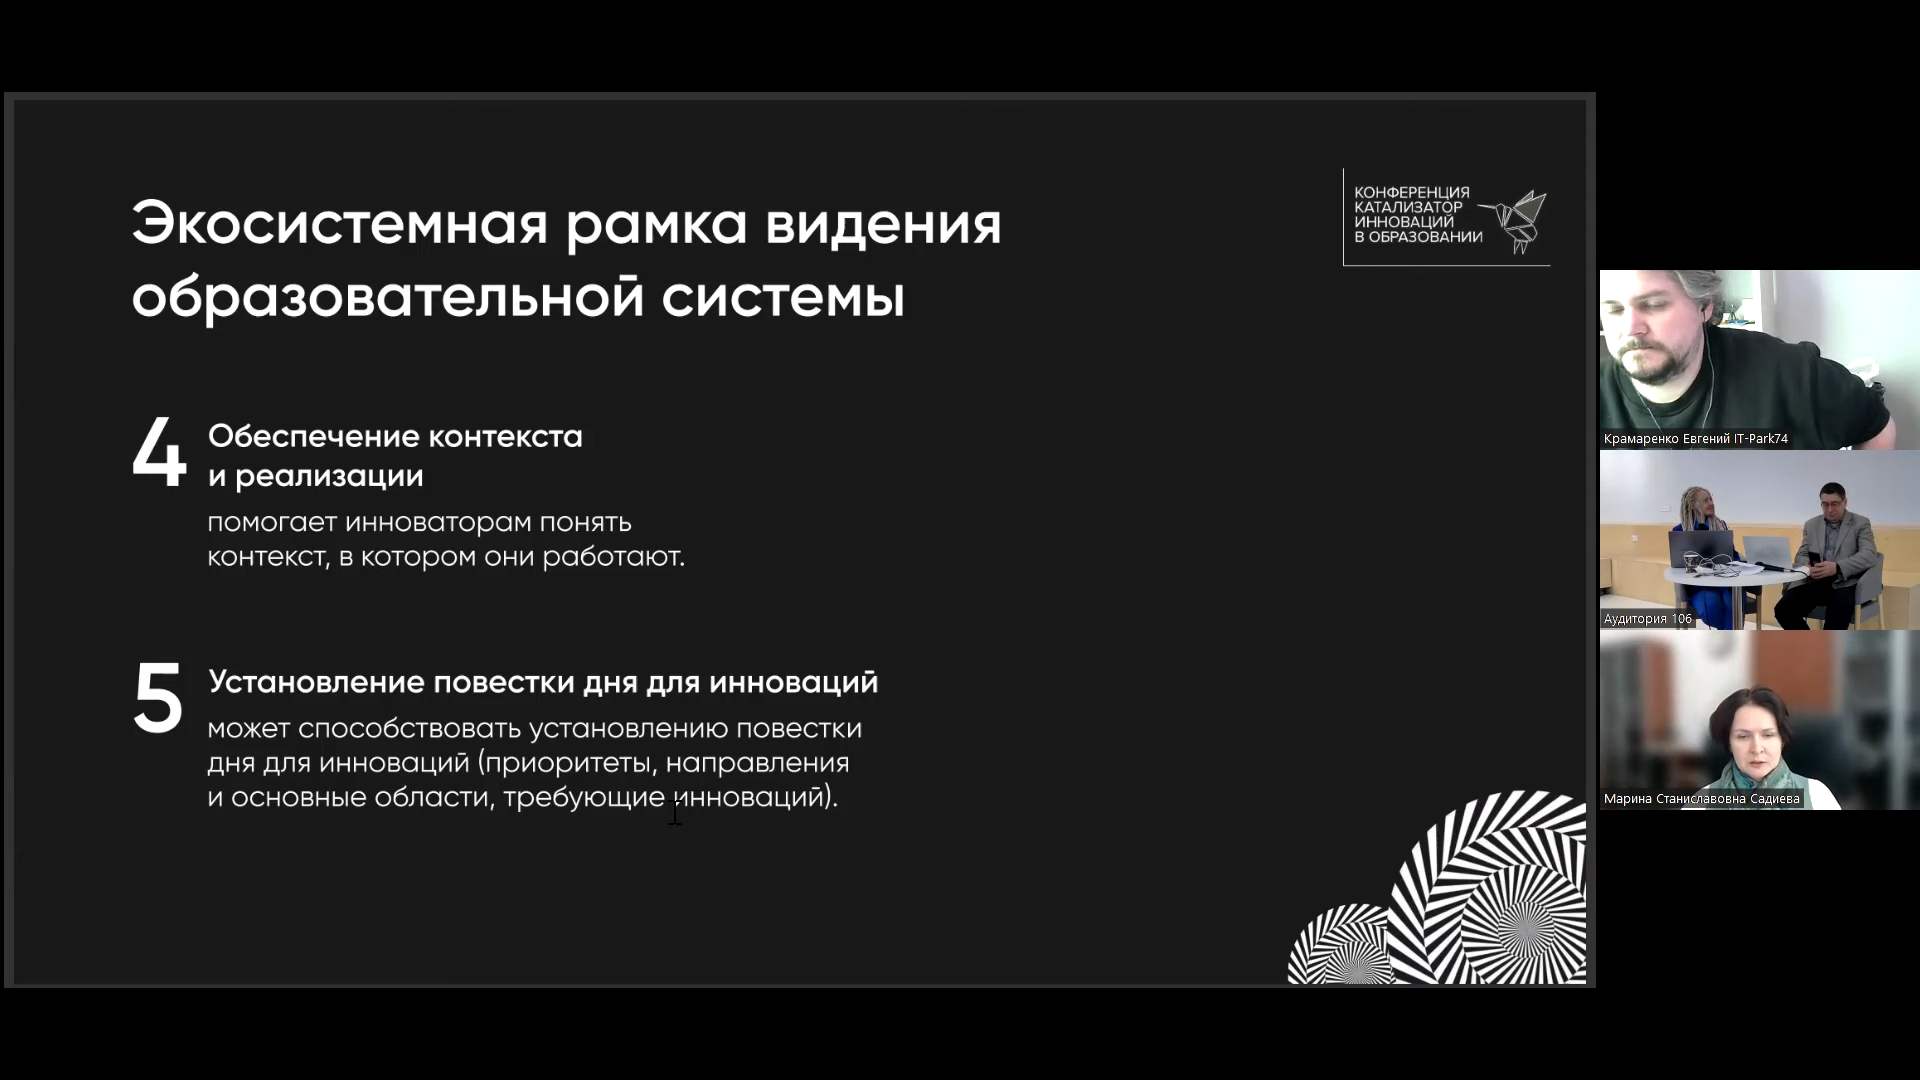 Экосистемная рамка видения
образовательной системы
КОНФЕРЕНЦИЯ
КАТАЛИЗАТОР
ИННОВАЦИЙ
В ОБРАЗОВАНИИ
4
Обеспечение контекста
и реализации
помогает инноваторам понять
контекст, в котором они работают.
5
Установление повестки дня для инноваций
может способствовать установлению повестки
дня для инноваций (приоритеты, направления
и основные области, требующие инноваций).
Крамаренко Евгений IT-Park74
Аудитория 106
Марина Станиславовна Садиева